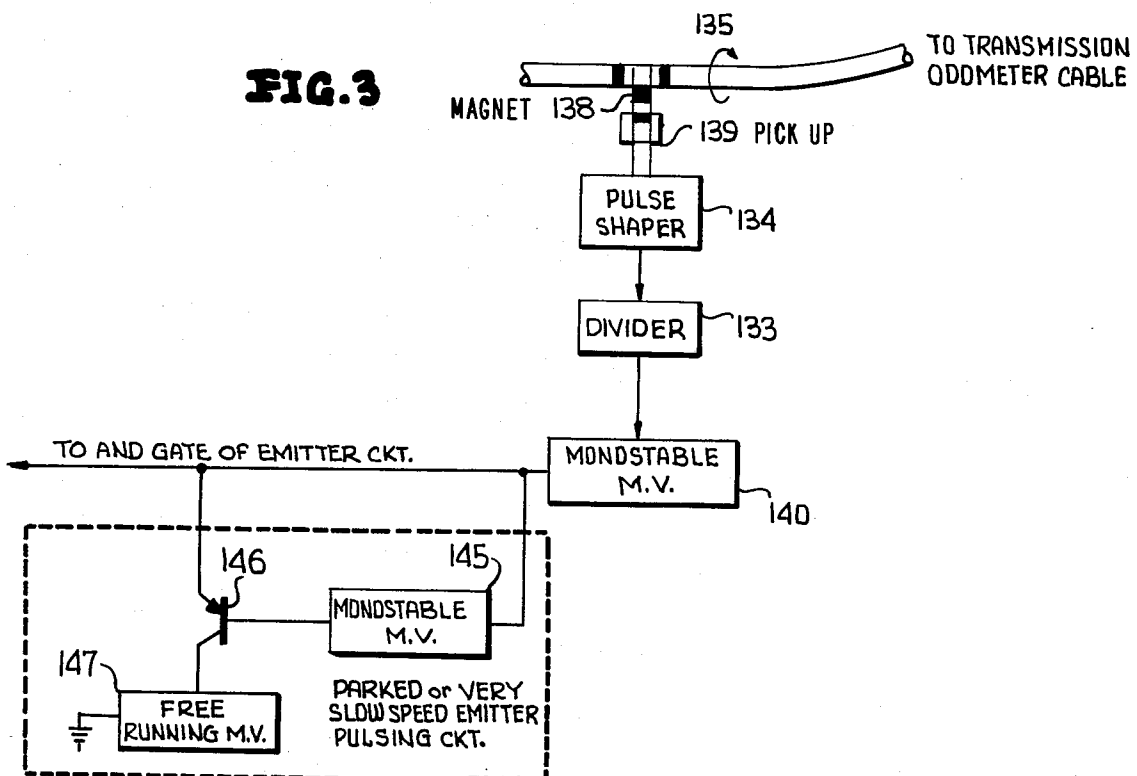 FIG.3
135
TO TRANSMISSION
ODOMETER CABLE
MAGNET 138
139 PICK UP
PULSE
SHAPER
134
DIVIDER
133
TO AND GATE OF EMITTER CKT.
MONOSTABLE
M.V.
140
146
145
MONOSTABLE
M.V.
147
FREE
RUNNING M.V.
PARKED or VERY
SLOW SPEED EMITTER
PULSING CKT.